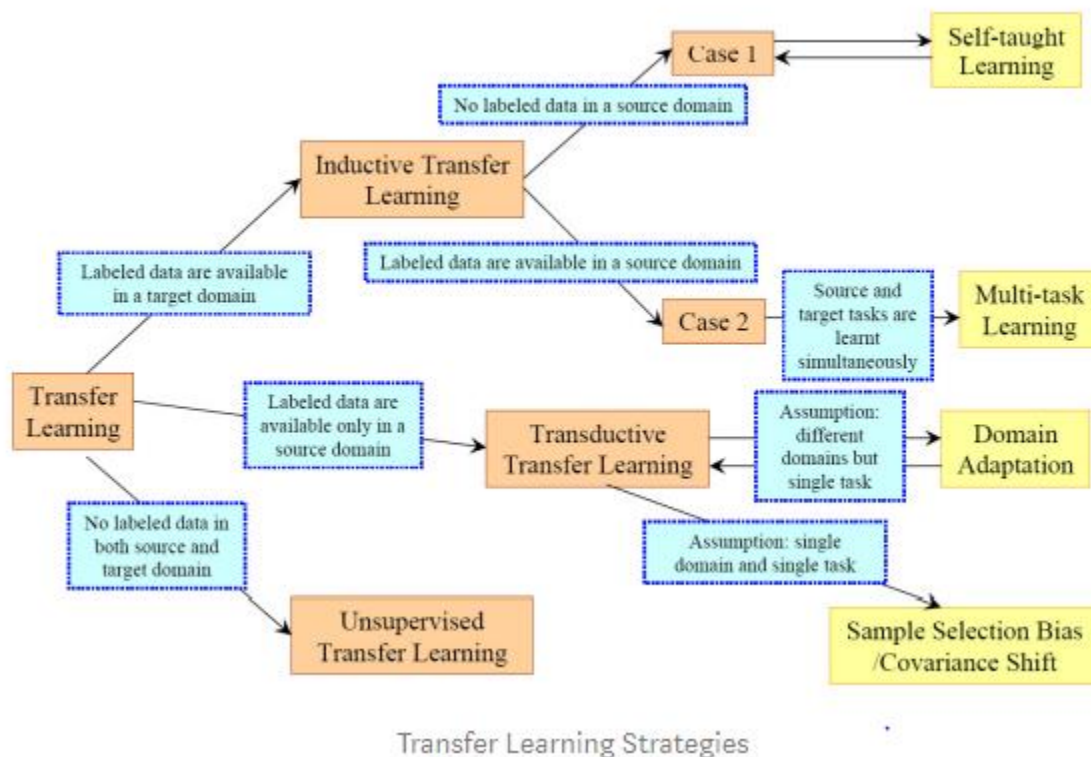 Case 1
Self-taught
Learning
No labeled data in a source domain
Inductive Transfer
Learning
Labeled data are available
in a target domain
Labeled data are available in a source domain
Case 2
Source and
target tasks are
learnt
simultaneously
Multi-task
Learning
Transfer
Learning
Labeled data are
available only in a
source domain
Transductive
Transfer Learning
Assumption:
different
domains but
single task
Domain
Adaptation
No labeled data in
both source and
target domain
Assumption: single
domain and single task
Unsupervised
Transfer Learning
Sample Selection Bias
/Covariance Shift
Transfer Learning Strategies